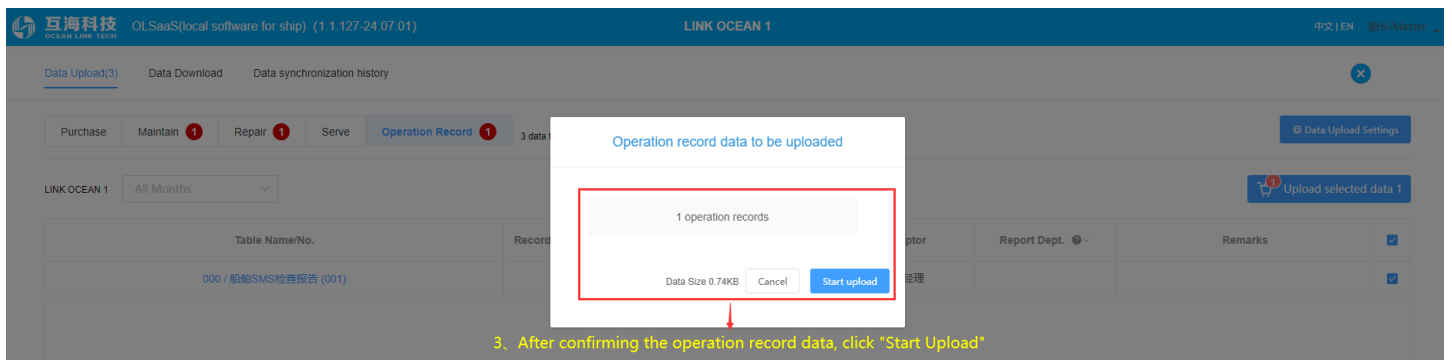 互海科技
OCEAN LINK TECH
OLSaaS(local software for ship) (1.1.127-24.07.01)
LINK OCEAN 1
中文 | EN
船长/Master
Data Upload(3)
Data Download
Data synchronization history
Purchase
Maintain 1
Repair 1
Serve
Operation Record 1
3 data
Operation record data to be uploaded
Data Upload Settings
LINK OCEAN 1
All Months
1
Upload selected data 1
1 operation records
Table Name/No.
Record
ptor
Report Dept.
Remarks
000 / 船舶SMS检查报告 (001)
经理
Data Size 0.74KB
Cancel
Start upload
3、After confirming the operation record data, click "Start Upload"